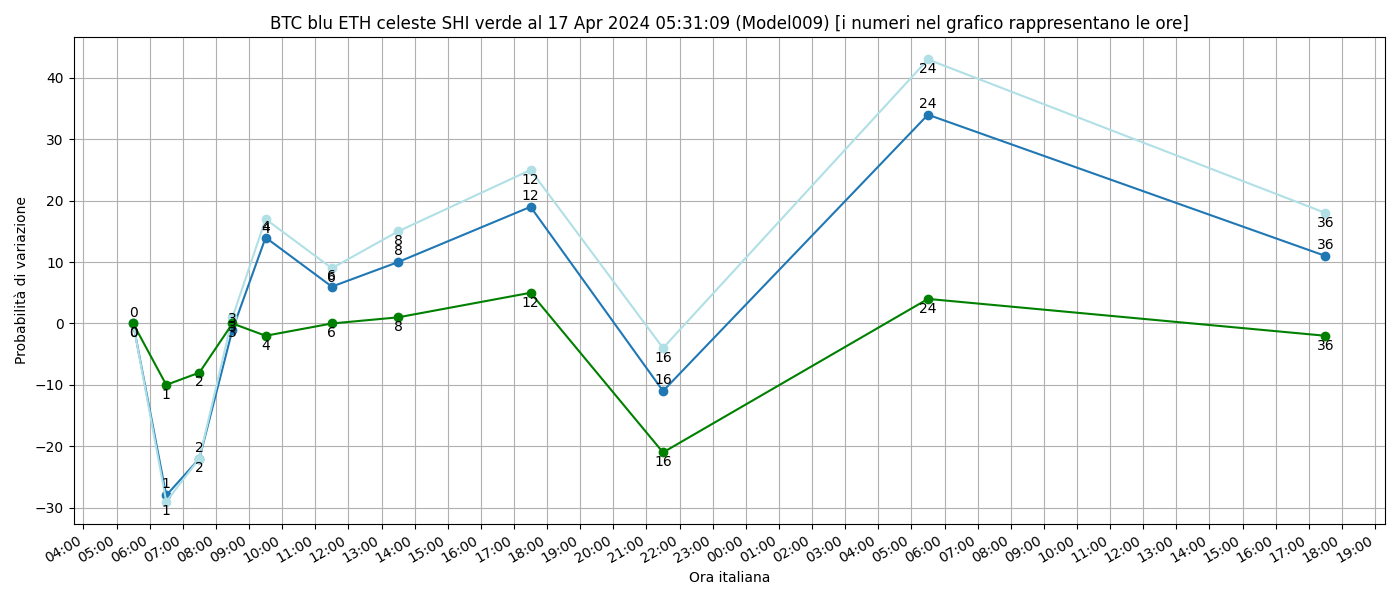 BTC blu ETH celeste SHI verde al 17 Apr 2024 05:31:09 (Model009) [i numeri nel grafico rappresentano le ore]
Probabilità di variazione
40
30
20
10
0
−10
−20
−30
0 1 2 3 4 6 8 12 16 24 36
0 1 2 3 4 6 8 12 16 24 36
0 1 2 3 4 6 8 12 16 24 36
04:00 05:00 06:00 07:00 08:00 09:00 10:00 11:00 12:00 13:00 14:00 15:00 16:00 17:00 18:00 19:00 20:00 21:00 22:00 23:00 00:00 01:00 02:00 03:00 04:00 05:00 06:00 07:00 08:00 09:00 10:00 11:00 12:00 13:00 14:00 15:00 16:00 17:00 18:00 19:00
Ora italiana